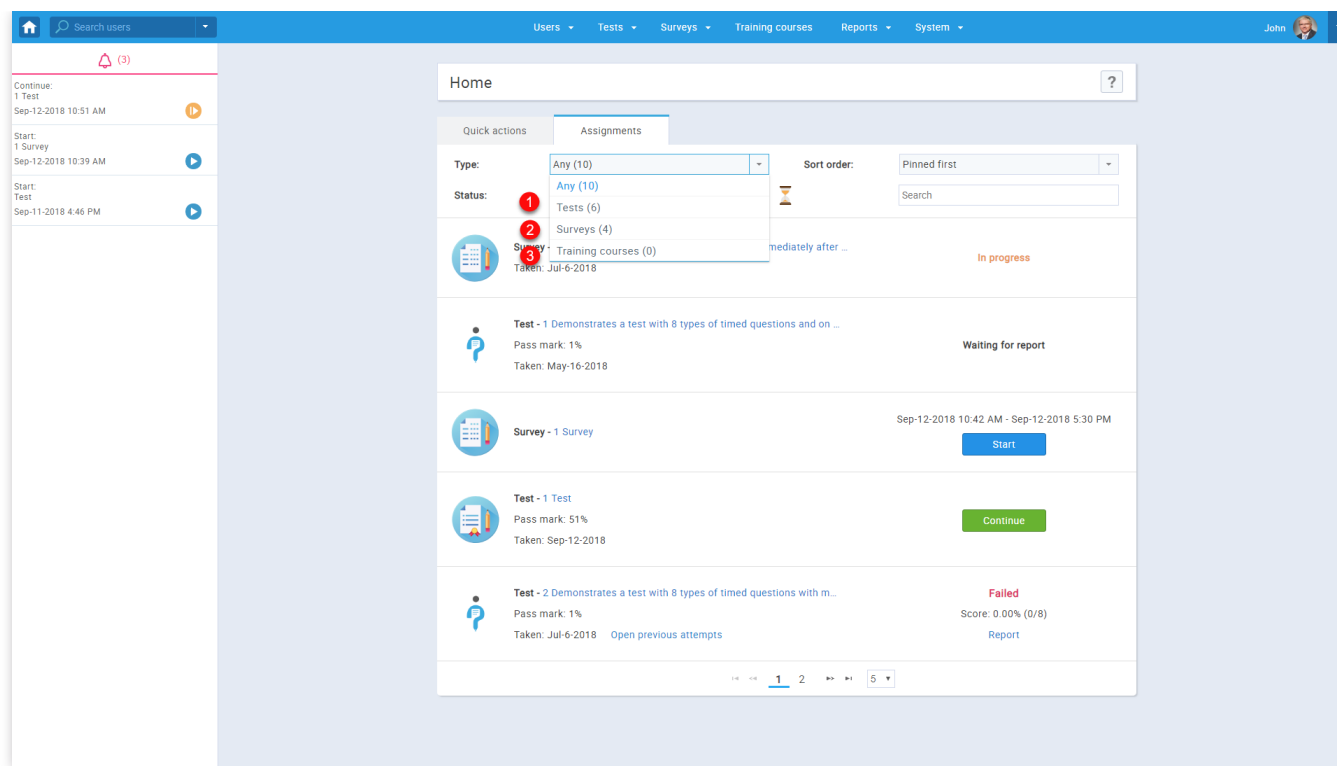 Search users
Users
Tests
Surveys
Training courses
Reports
System
John
(3)
Continue:
1 Test
Sep-12-2018 10:51 AM
Start:
1 Survey
Sep-12-2018 10:39 AM
Start:
Test
Sep-11-2018 4:46 PM
Home
?
Quick actions
Assignments
Type:
Any (10)
Sort order:
Pinned first
Status:
Search
Any (10)
1
Tests (6)
2
Surveys (4)
3
Training courses (0)
Survey -
mediately after ...
Taken: Jul-6-2018
In progress
Test - 1 Demonstrates a test with 8 types of timed questions and on ...
Pass mark: 1%
Taken: May-16-2018
Waiting for report
Survey - 1 Survey
Sep-12-2018 10:42 AM - Sep-12-2018 5:30 PM
Start
Test - 1 Test
Pass mark: 51%
Taken: Sep-12-2018
Continue
Test - 2 Demonstrates a test with 8 types of timed questions with m...
Pass mark: 1%
Taken: Jul-6-2018 Open previous attempts
Failed
Score: 0.00% (0/8)
Report
1 2 5